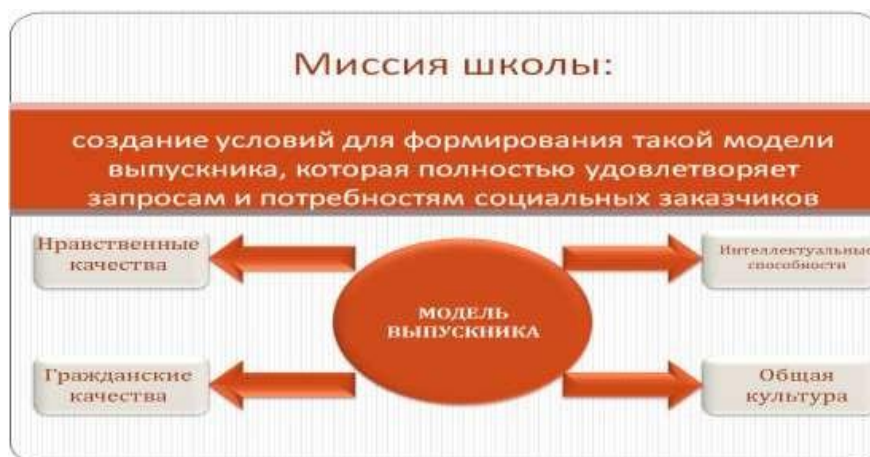 Миссия школы:
создание условий для формирования такой модели
выпускника, которая полностью удовлетворяет
запросам и потребностям социальных заказчиков
Нравственные
качества
Интеллектуальные
способности
МОДЕЛЬ
ВЫПУСКНИКА
Гражданские
качества
Общая
культура